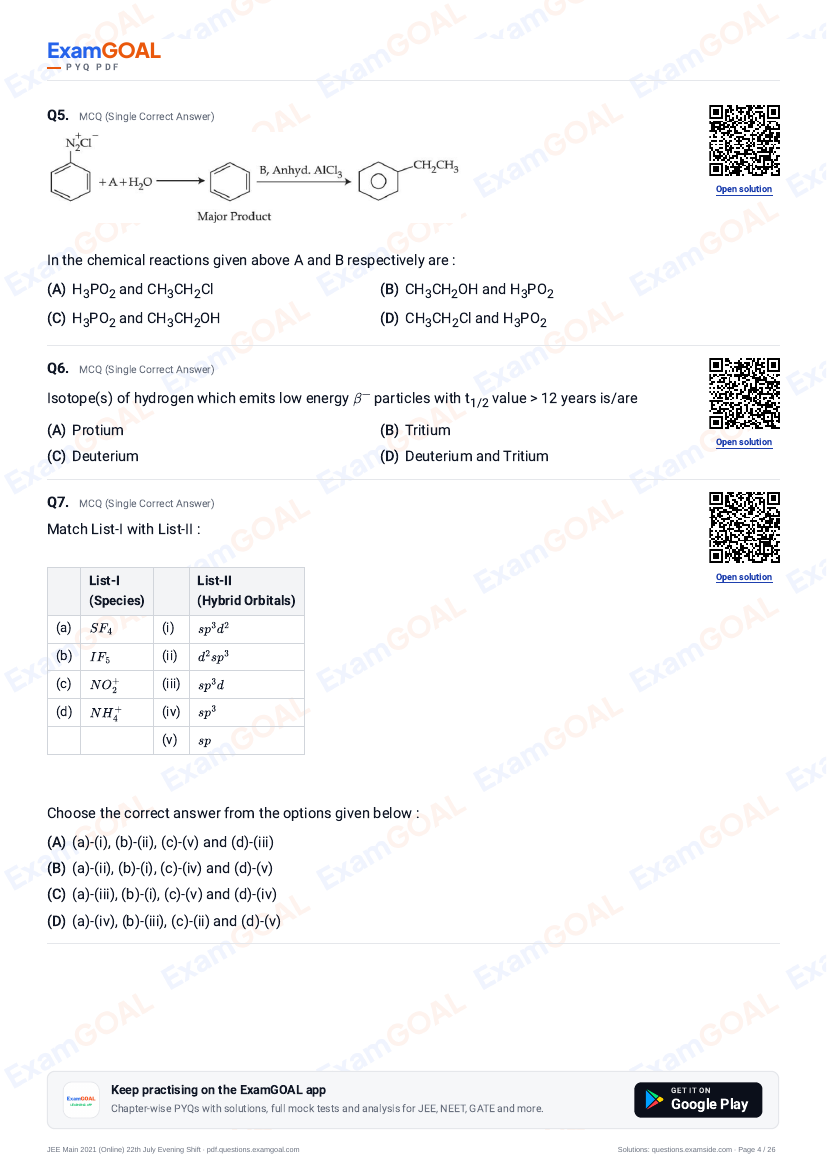 ExamGOAL
PYQ PDF
Q5. MCQ (Single Correct Answer)
N₂⁺Cl⁻
+A+H₂O
B, Anhyd. AlCl₃
CH₂CH₃
Major Product
Open solution
In the chemical reactions given above A and B respectively are :
(A) H₃PO₂ and CH₃CH₂Cl
(B) CH₃CH₂OH and H₃PO₂
(C) H₃PO₂ and CH₃CH₂OH
(D) CH₃CH₂Cl and H₃PO₂
Q6. MCQ (Single Correct Answer)
Isotope(s) of hydrogen which emits low energy β⁻ particles with t₁/₂ value > 12 years is/are
(A) Protium
(B) Tritium
(C) Deuterium
(D) Deuterium and Tritium
Open solution
Q7. MCQ (Single Correct Answer)
Match List-I with List-II :
Open solution
List-I (Species) List-II (Hybrid Orbitals)
(a) SF₄ (i) sp³d²
(b) IF₅ (ii) d²sp³
(c) NO₂⁺ (iii) sp³d
(d) NH₄⁺ (iv) sp³
(v) sp
Choose the correct answer from the options given below :
(A) (a)-(i), (b)-(ii), (c)-(v) and (d)-(iii)
(B) (a)-(ii), (b)-(i), (c)-(iv) and (d)-(v)
(C) (a)-(iii), (b)-(i), (c)-(v) and (d)-(iv)
(D) (a)-(iv), (b)-(iii), (c)-(ii) and (d)-(v)
ExamGOAL
Keep practising on the ExamGOAL app
Chapter-wise PYQs with solutions, full mock tests and analysis for JEE, NEET, GATE and more.
GET IT ON
Google Play
JEE Main 2021 (Online) 22th July Evening Shift · pdf.questions.examgoal.com
Solutions: questions.examside.com · Page 4 / 26